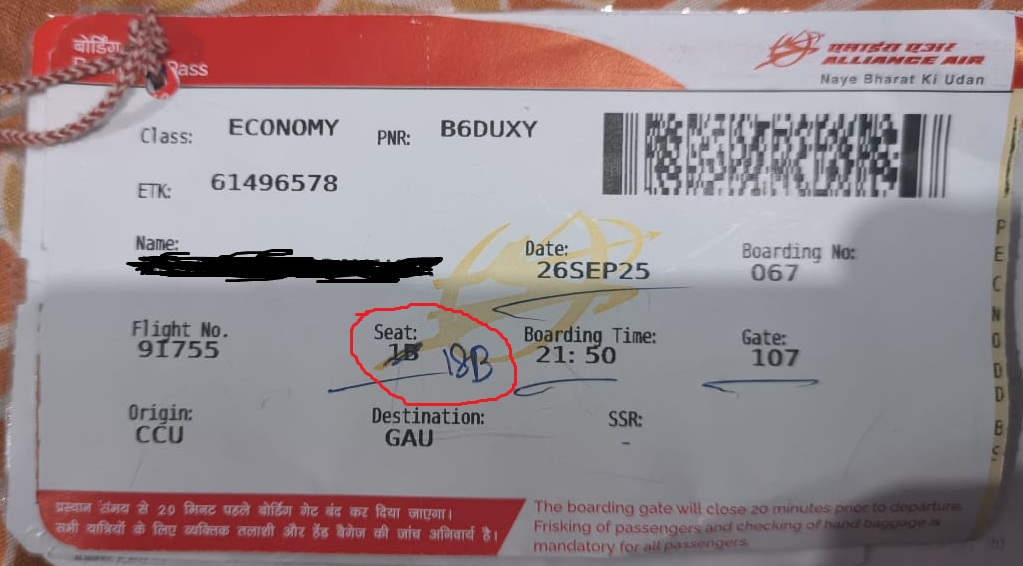 बोर्डिंग
Pass
एलाइंस एअर
ALLIANCE AIR
Naye Bharat Ki Udan
Class: ECONOMY PNR: B6DUXY
ETK: 61496578
Name: Date: Boarding No:
26SEP25 067
Flight No. Seat: Boarding Time: Gate:
91755 1B 18B 21:50 107
Origin: Destination: SSR:
CCU GAU -
प्रस्थान समय से 20 मिनट पहले बोर्डिंग गेट बंद कर दिया जाएगा।
सभी यात्रियों के लिए व्यक्तिक तलाशी और हैंड बैगेज की जांच अनिवार्य है।
The boarding gate will close 20 minutes prior to departure.
Frisking of passengers and checking of hand baggage is
mandatory for all passengers.